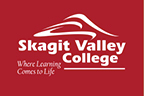 Skagit Valley
College
Where Learning
Comes to Life